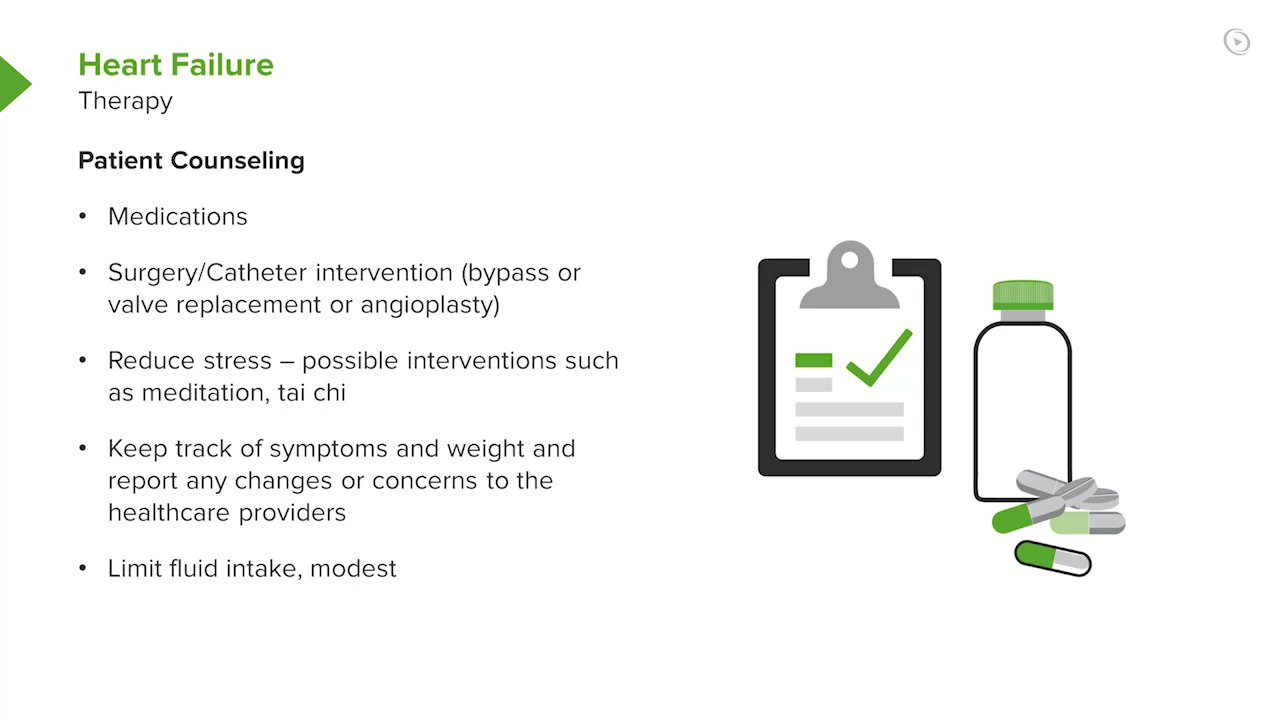 Heart Failure
Therapy
Patient Counseling
• Medications
• Surgery/Catheter intervention (bypass or
valve replacement or angioplasty)
• Reduce stress – possible interventions such
as meditation, tai chi
• Keep track of symptoms and weight and
report any changes or concerns to the
healthcare providers
• Limit fluid intake, modest